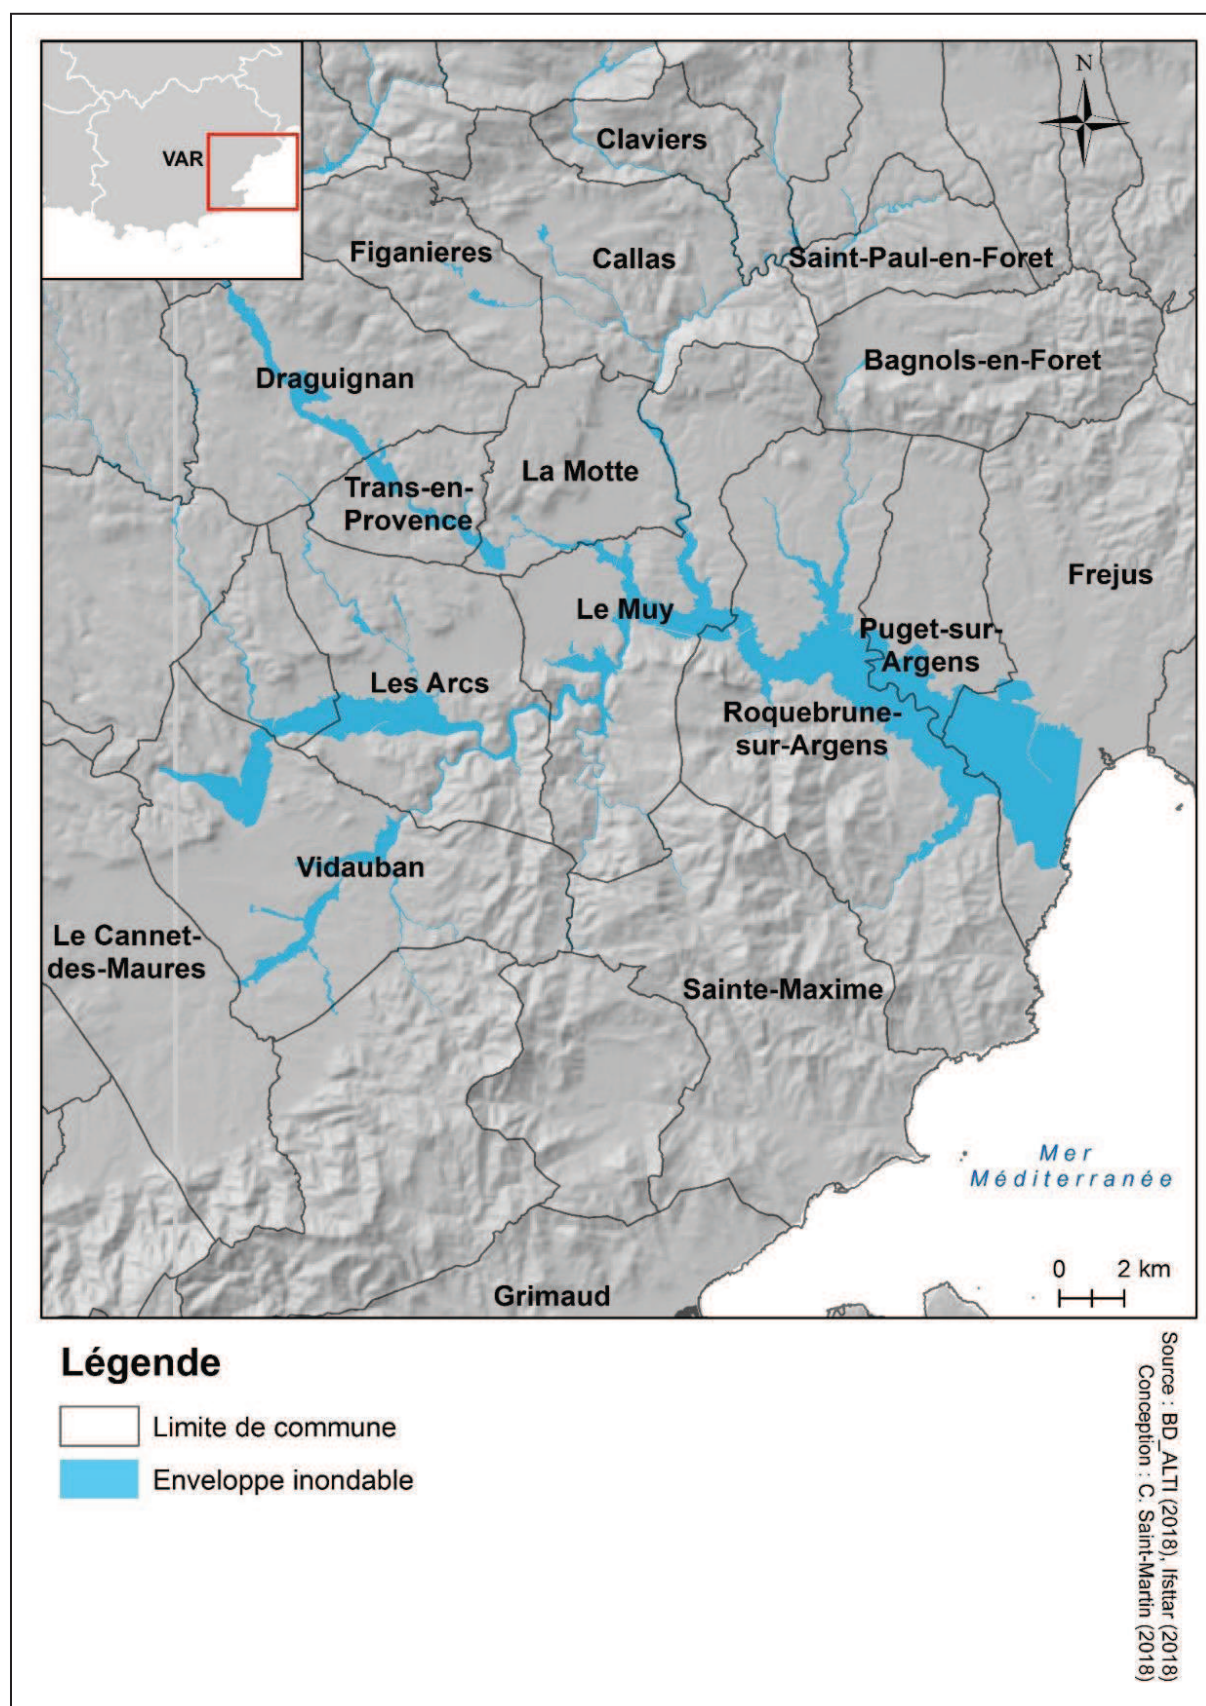 VAR
N
Claviers
Figanieres
Callas
Saint-Paul-en-Foret
Bagnols-en-Foret
Draguignan
La Motte
Trans-en-
Provence
Frejus
Le Muy
Puget-sur-
Argens
Les Arcs
Roquebrune-
sur-Argens
Vidauban
Le Cannet-
des-Maures
Sainte-Maxime
Mer
Méditerranée
0 2 km
Grimaud
Légende
Limite de commune
Enveloppe inondable
Source : BD_ALTI (2018), Ifsttar (2018)
Conception : C. Saint-Martin (2018)